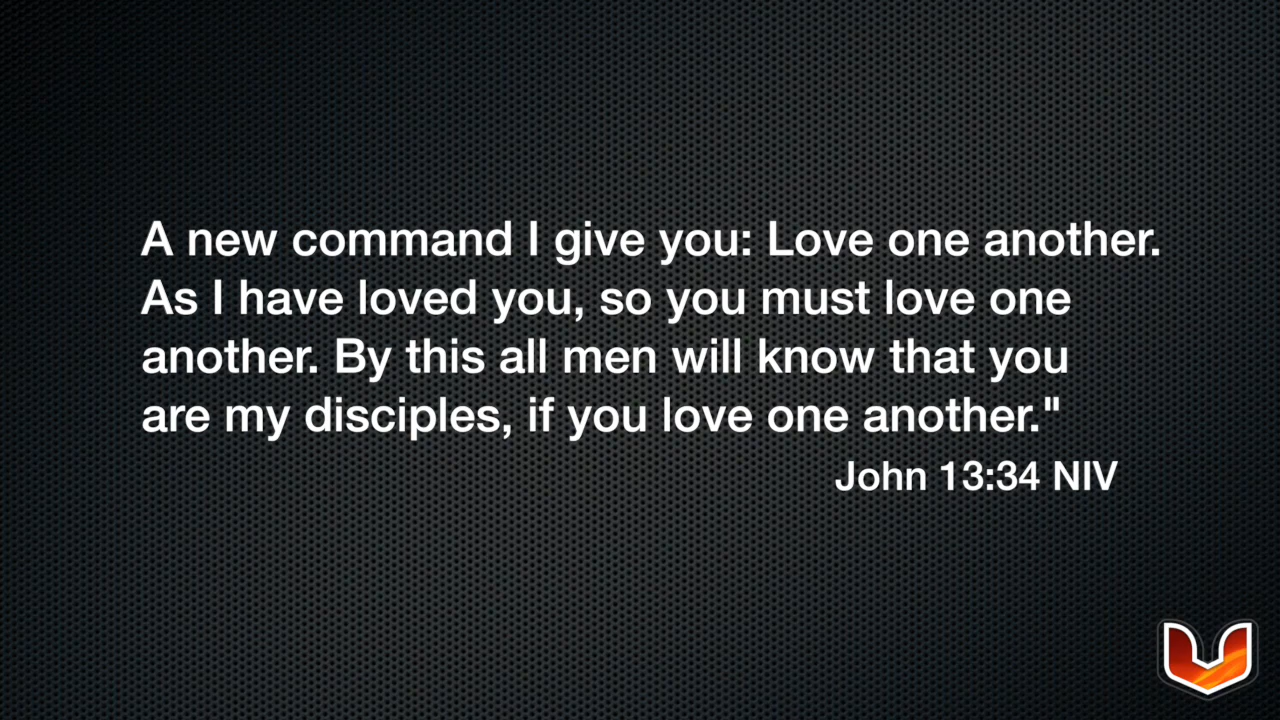 A new command I give you: Love one another.
As I have loved you, so you must love one
another. By this all men will know that you
are my disciples, if you love one another."
John 13:34 NIV